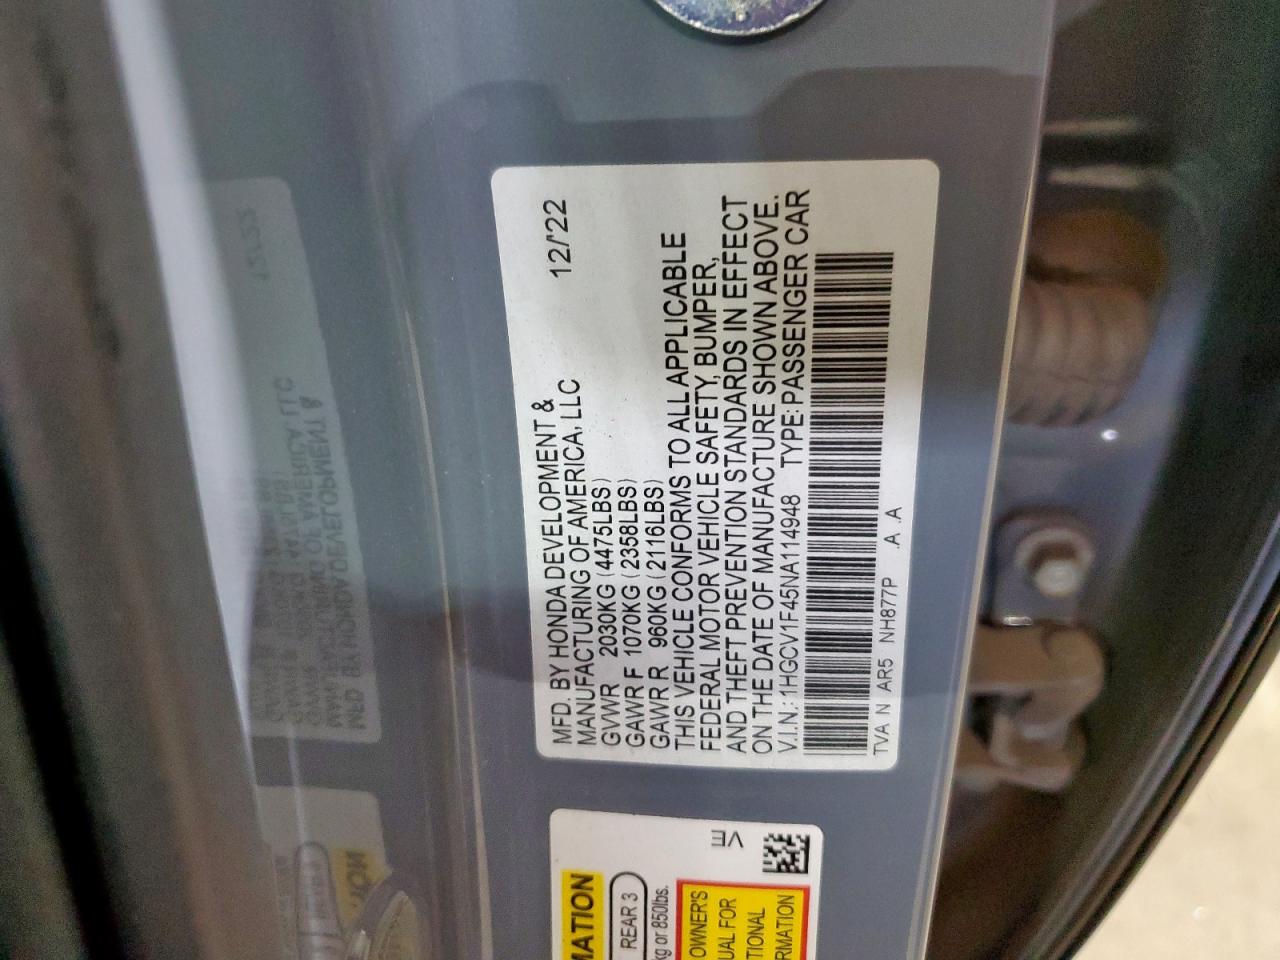 MFD. BY HONDA DEVELOPMENT &
MANUFACTURING OF AMERICA, LLC 12/'22
GVWR 2030KG (4475LBS)
GAWR F 1070KG (2358LBS)
GAWR R 960KG (2116LBS)
THIS VEHICLE CONFORMS TO ALL APPLICABLE
FEDERAL MOTOR VEHICLE SAFETY, BUMPER,
AND THEFT PREVENTION STANDARDS IN EFFECT
ON THE DATE OF MANUFACTURE SHOWN ABOVE.
V.I.N.: 1HGCV1F45NA114948 TYPE: PASSENGER CAR
TVA N AR5 NH877P .A .A
MATION
REAR 3
kg or 850lbs.
OWNER'S
UAL FOR
TIONAL
RMATION